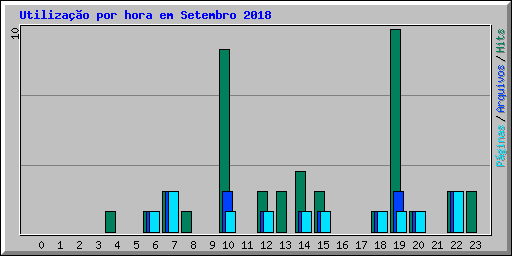 Utilização por hora em Setembro 2018
10
Páginas / Arquivos / Hits
0 1 2 3 4 5 6 7 8 9 10 11 12 13 14 15 16 17 18 19 20 21 22 23